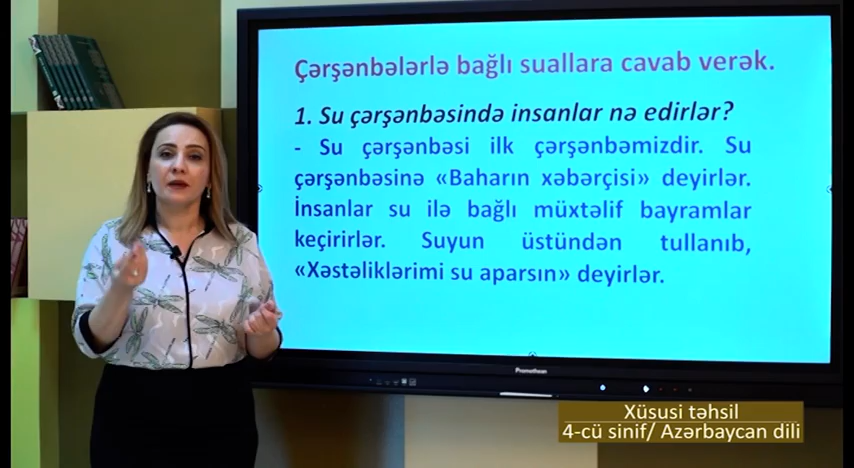 Çərşənbələrlə bağlı suallara cavab verək.
1. Su çərşənbəsində insanlar nə edirlər?
- Su çərşənbəsi ilk çərşənbəmizdir. Su
çərşənbəsinə «Baharın xəbərçisi» deyirlər.
İnsanlar su ilə bağlı müxtəlif bayramlar
keçirirlər. Suyun üstündən tullanıb,
«Xəstəliklərimi su aparsın» deyirlər.
Promethean
Xüsusi təhsil
4-cü sinif/ Azərbaycan dili